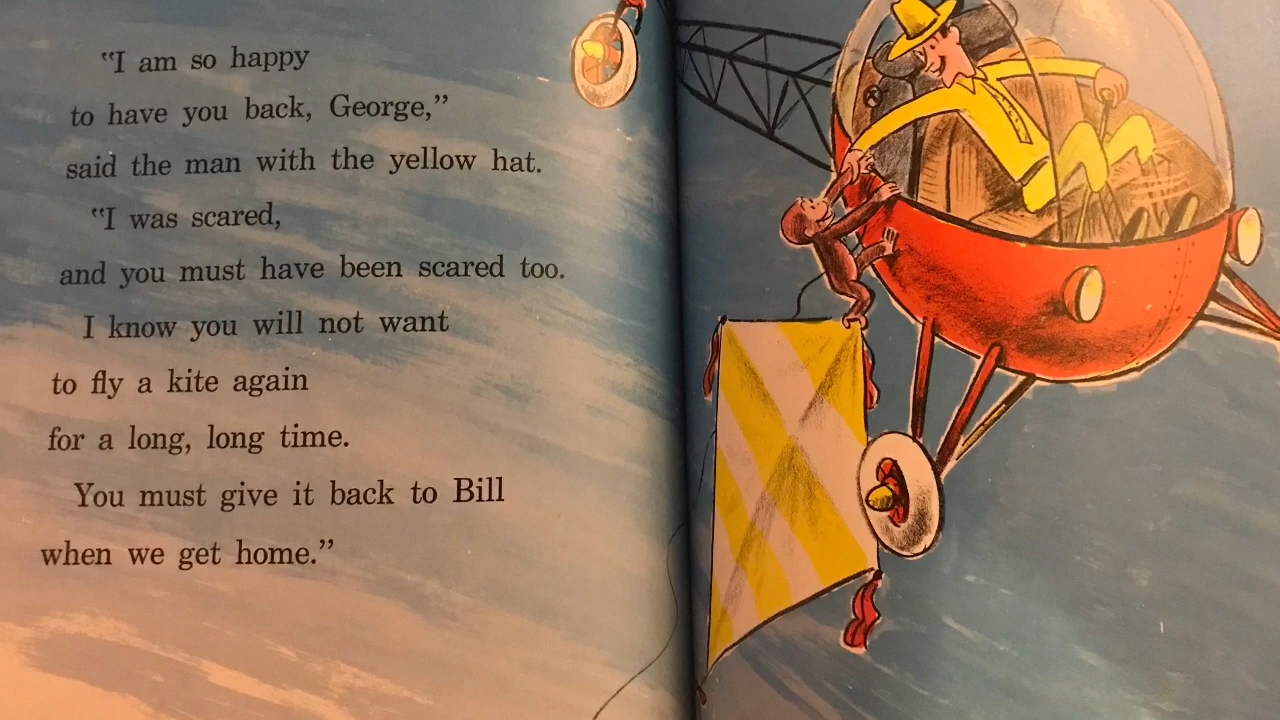 “I am so happy
to have you back, George,”
said the man with the yellow hat.
“I was scared,
and you must have been scared too.
I know you will not want
to fly a kite again
for a long, long time.
You must give it back to Bill
when we get home.”